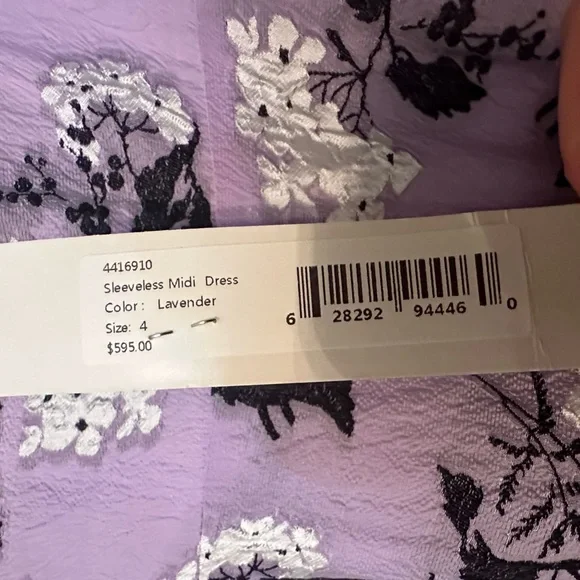 4416910
Sleeveless Midi Dress
Color: Lavender
Size: 4
$595.00
6 28292 94446 0